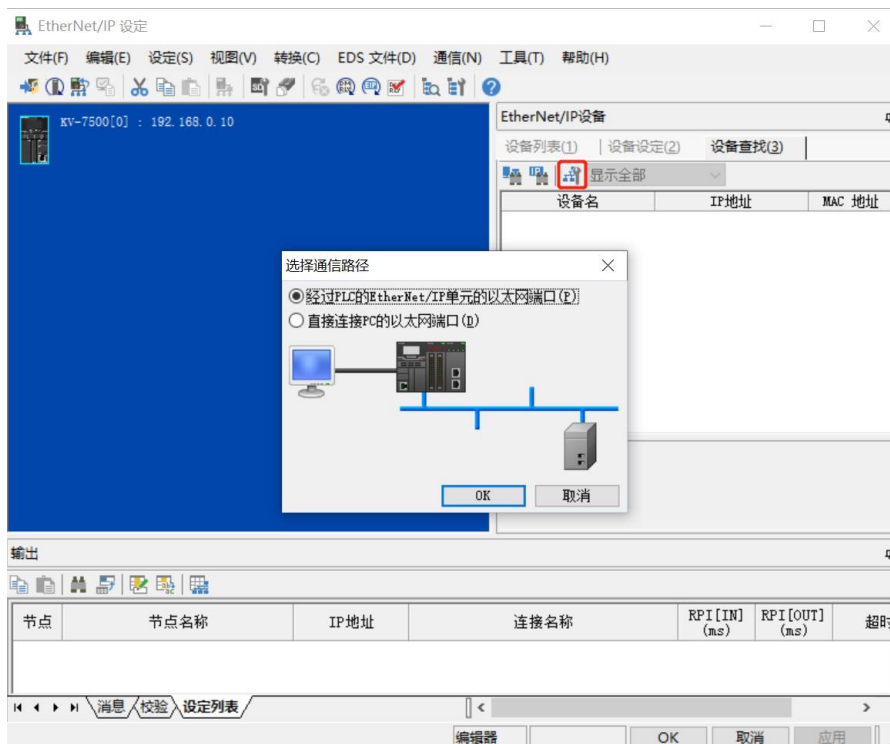 EtherNet/IP 设定
文件(F) 编辑(E) 设定(S) 视图(V) 转换(C) EDS 文件(D) 通信(N) 工具(T) 帮助(H)
KV-7500[0] : 192.168.0.10
EtherNet/IP设备
设备列表(1) 设备设定(2) 设备查找(3)
显示全部
设备名 IP地址 MAC 地址
选择通信路径
经过PLC的EtherNet/IP单元的以太网端口(P)
直接连接PC的以太网端口(D)
OK 取消
输出
节点 节点名称 IP地址 连接名称 RPI[IN] (ms) RPI[OUT] (ms) 超时
消息 校验 设定列表
编辑器 OK 取消 应用